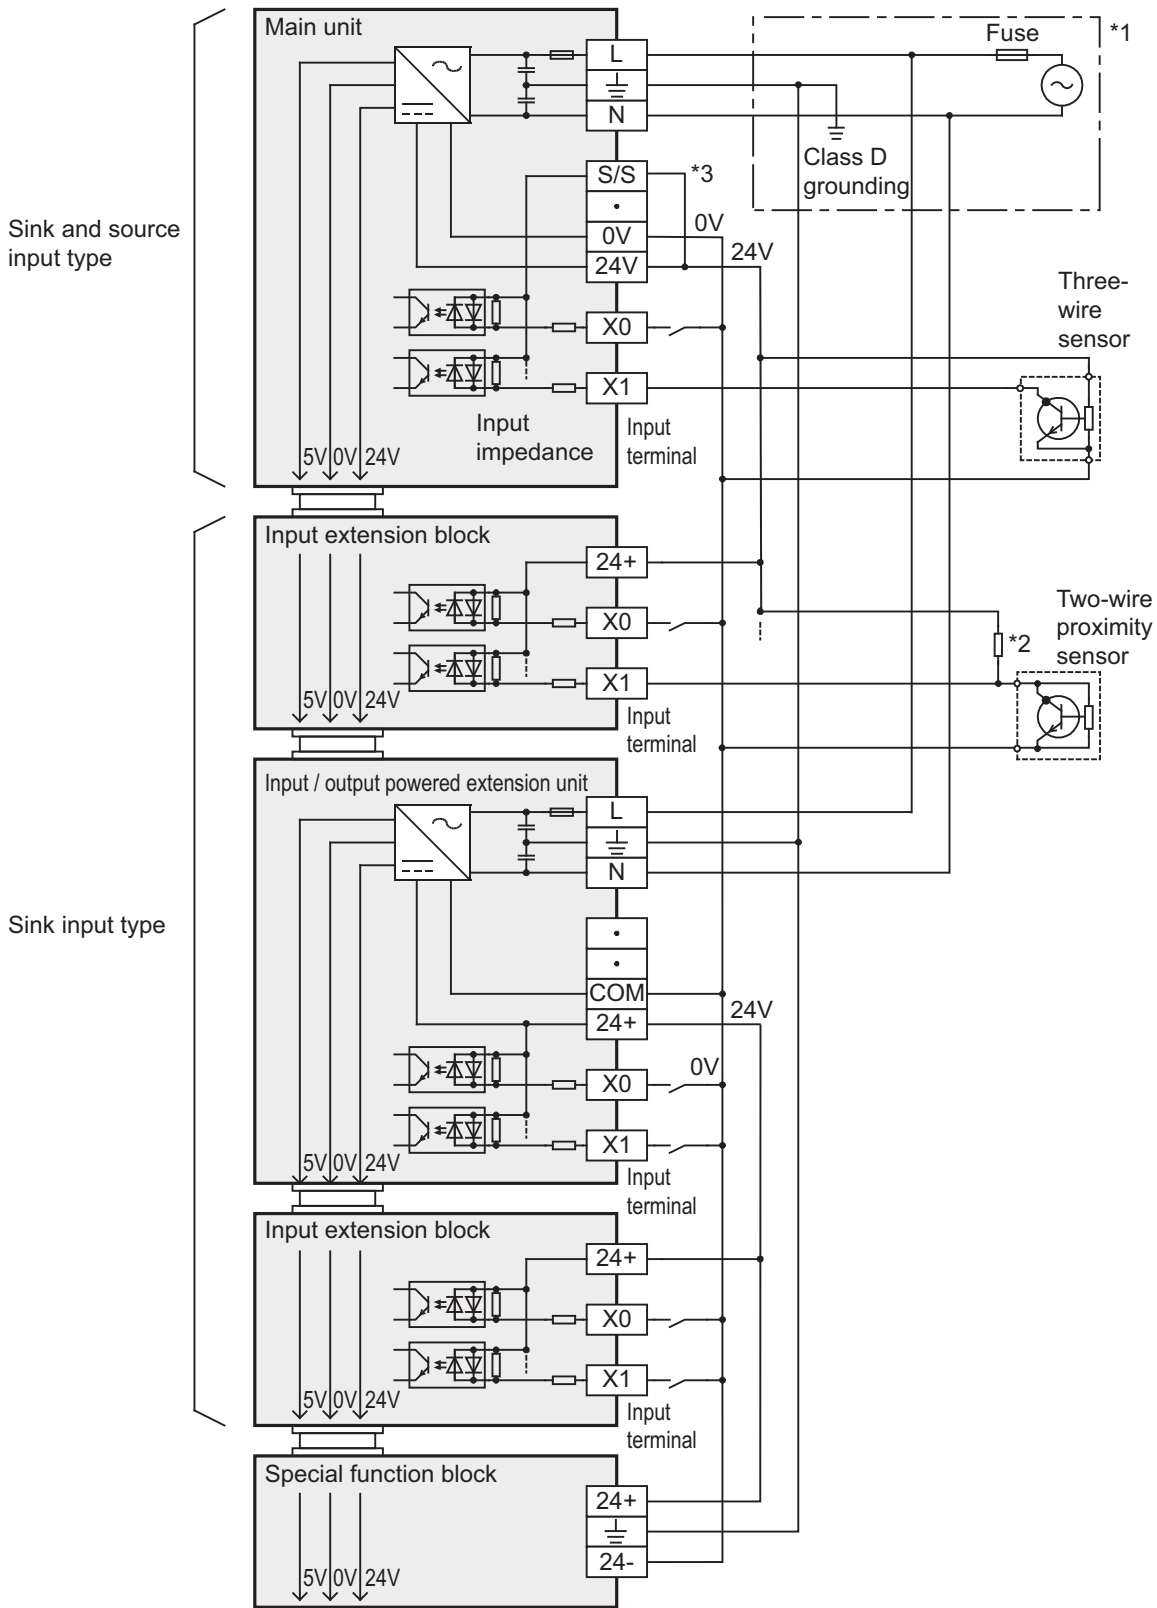 Main unit
L
N
Fuse
*1
Class D
grounding
S/S
*3
•
0V
0V
24V
24V
Sink and source
input type
X0
X1
Three-
wire
sensor
Input
impedance
Input
terminal
5V 0V 24V
Input extension block
24+
X0
X1
*2
Two-wire
proximity
sensor
5V 0V 24V
Input
terminal
Input / output powered extension unit
L
N
Sink input type
•
•
COM
24+
24V
X0
0V
X1
5V 0V 24V
Input
terminal
Input extension block
24+
X0
X1
5V 0V 24V
Input
terminal
Special function block
24+
24-
5V 0V 24V